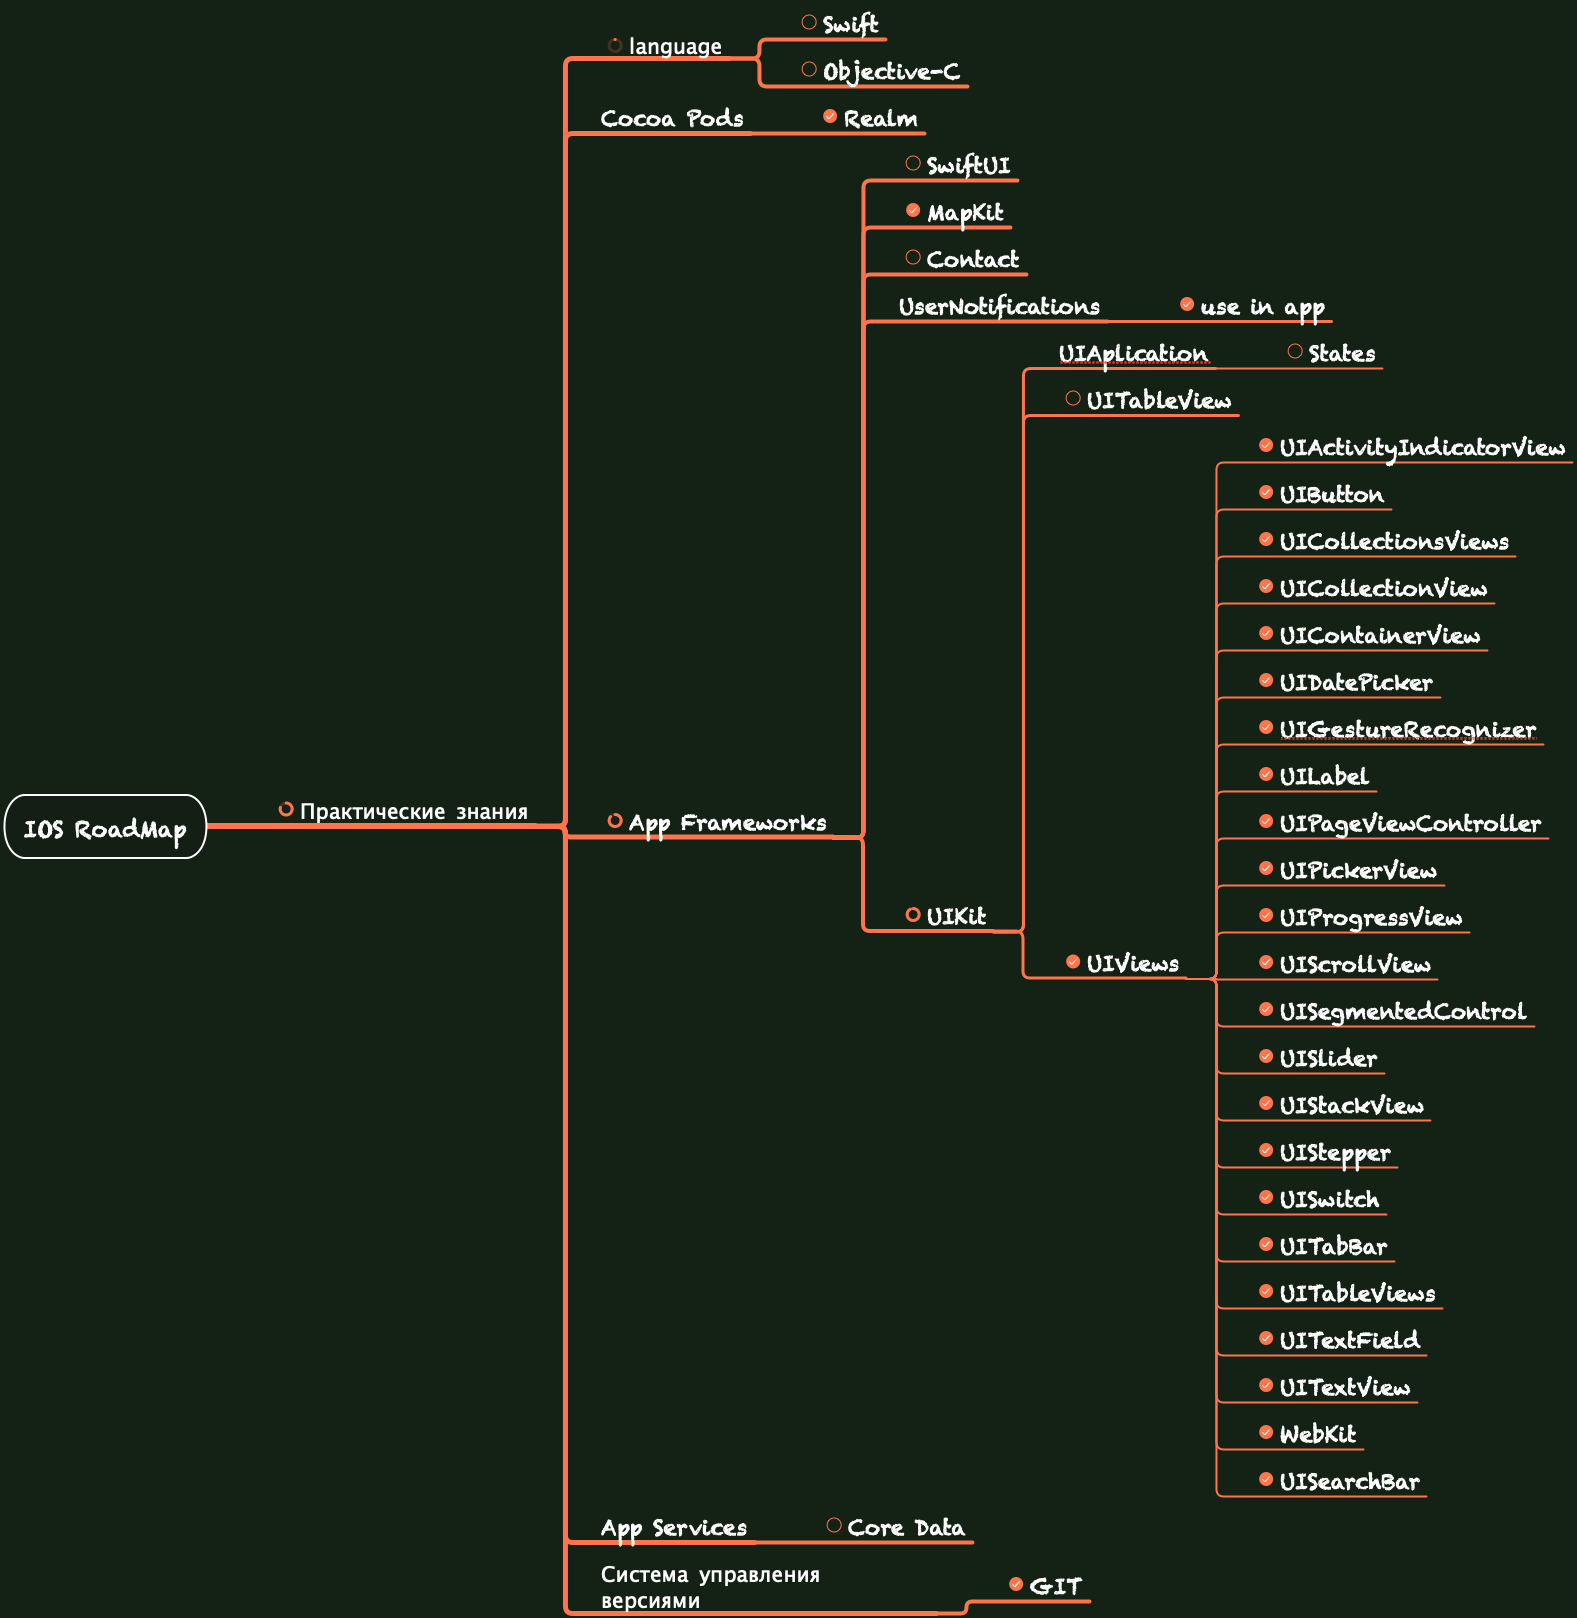 Swift
language
Objective-C
Cocoa Pods
Realm
SwiftUI
MapKit
Contact
UserNotifications
use in app
UIAplication
States
UITableView
UIActivityIndicatorView
UIButton
UICollectionsViews
UICollectionView
UIContainerView
UIDatePicker
UIGestureRecognizer
UILabel
IOS RoadMap
Практические знания
App Frameworks
UIPageViewController
UIPickerView
UIKit
UIProgressView
UIViews
UIScrollView
UISegmentedControl
UISlider
UIStackView
UIStepper
UISwitch
UITabBar
UITableViews
UITextField
UITextView
WebKit
UISearchBar
App Services
Core Data
Система управления
версиями
GIT